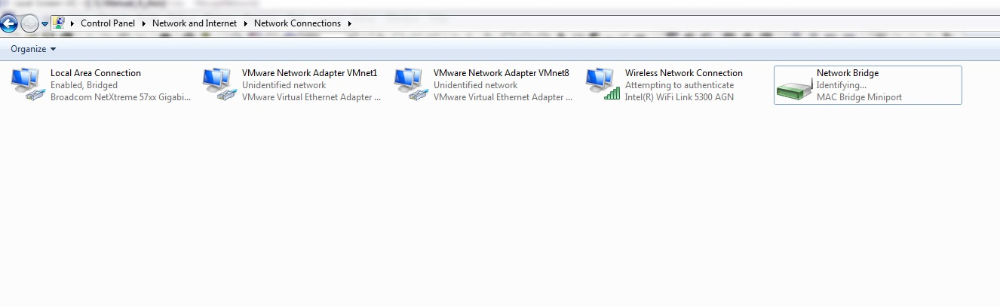 Control Panel Network and Internet Network Connections
Organize
Local Area Connection
Enabled, Bridged
Broadcom NetXtreme 57xx Gigabi...
VMware Network Adapter VMnet1
Unidentified network
VMware Virtual Ethernet Adapter ...
VMware Network Adapter VMnet8
Unidentified network
VMware Virtual Ethernet Adapter ...
Wireless Network Connection
Attempting to authenticate
Intel(R) WiFi Link 5300 AGN
Network Bridge
Identifying...
MAC Bridge Miniport